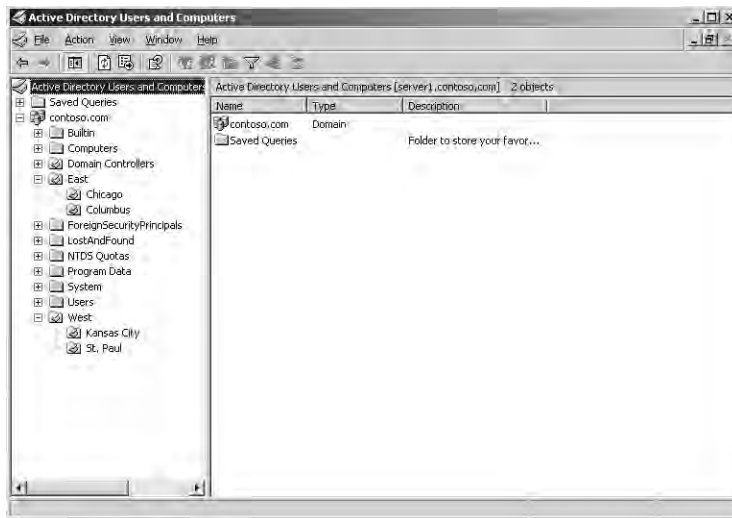 Active Directory Users and Computers
File Action View Window Help
Active Directory Users and Computers
Active Directory Users and Computers [server1.contoso.com] 2 objects
Saved Queries
contoso.com
Builtin
Computers
Domain Controllers
East
Chicago
Columbus
ForeignSecurityPrincipals
LostAndFound
NTDS Quotas
Program Data
System
Users
West
Kansas City
St. Paul
Name Type Description
contoso.com Domain
Saved Queries Folder to store your favor...